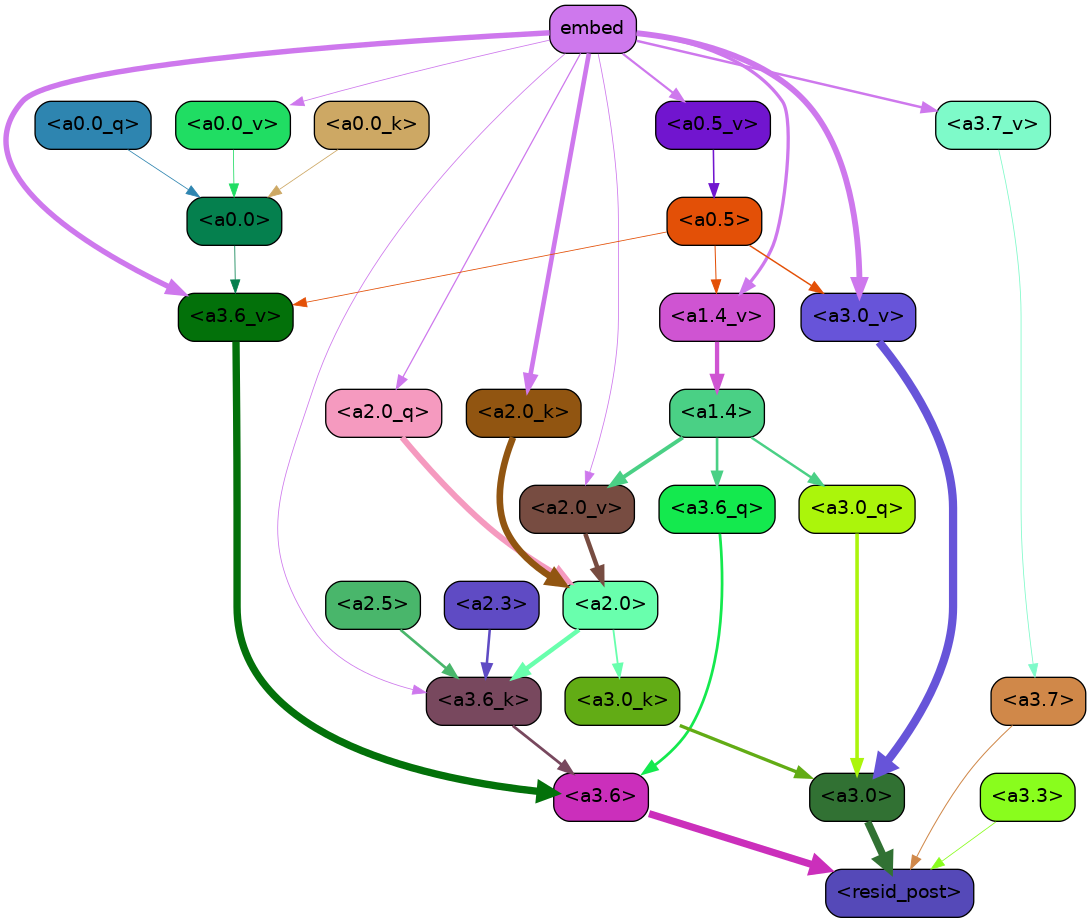 embed
<a0.0_q>
<a0.0_v>
<a0.0_k>
<a0.5_v>
<a3.7_v>
<a0.0>
<a0.5>
<a3.6_v>
<a1.4_v>
<a3.0_v>
<a2.0_q>
<a2.0_k>
<a1.4>
<a2.0_v>
<a3.6_q>
<a3.0_q>
<a2.5>
<a2.3>
<a2.0>
<a3.6_k>
<a3.0_k>
<a3.7>
<a3.6>
<a3.0>
<a3.3>
<resid_post>